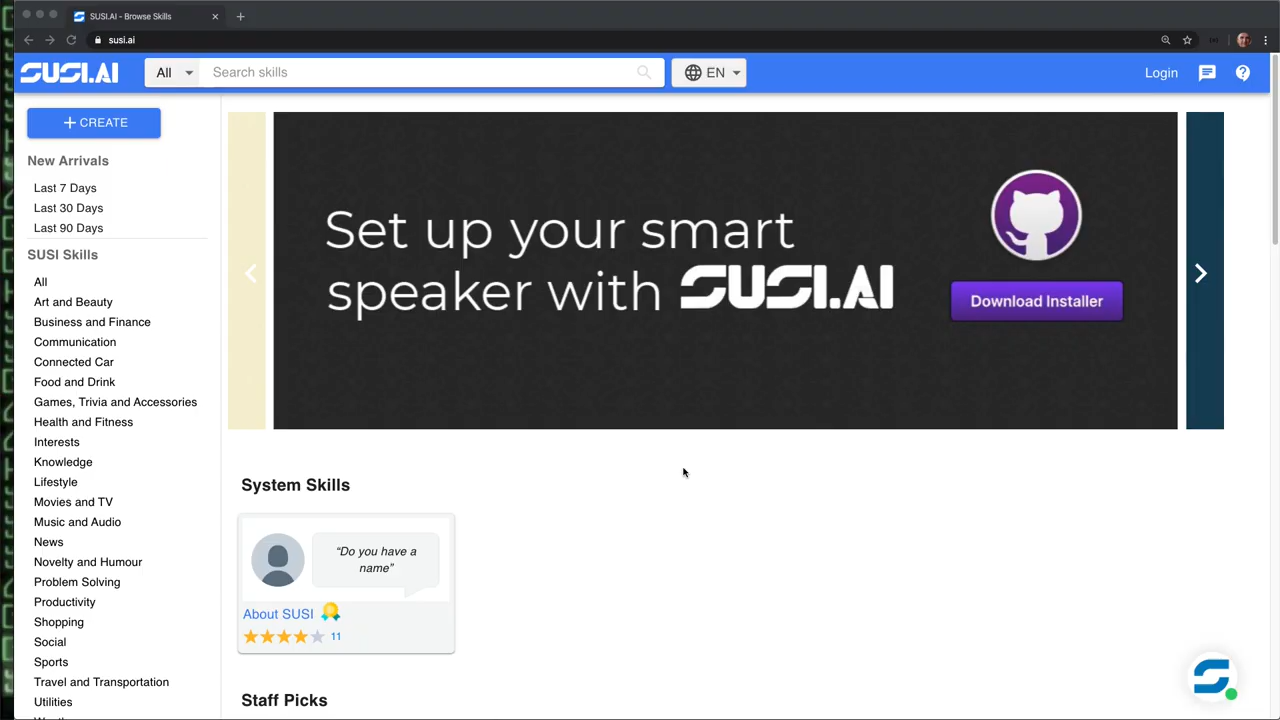 SUSI.AI - Browse Skills
susi.ai
SUSI.AI
All
Search skills
EN
Login
CREATE
New Arrivals
Last 7 Days
Last 30 Days
Last 90 Days
SUSI Skills
All
Art and Beauty
Business and Finance
Communication
Connected Car
Food and Drink
Games, Trivia and Accessories
Health and Fitness
Interests
Knowledge
Lifestyle
Movies and TV
Music and Audio
News
Novelty and Humour
Problem Solving
Productivity
Shopping
Social
Sports
Travel and Transportation
Utilities
Set up your smart
speaker with SUSI.AI
Download Installer
System Skills
“Do you have a
name”
About SUSI
11
Staff Picks